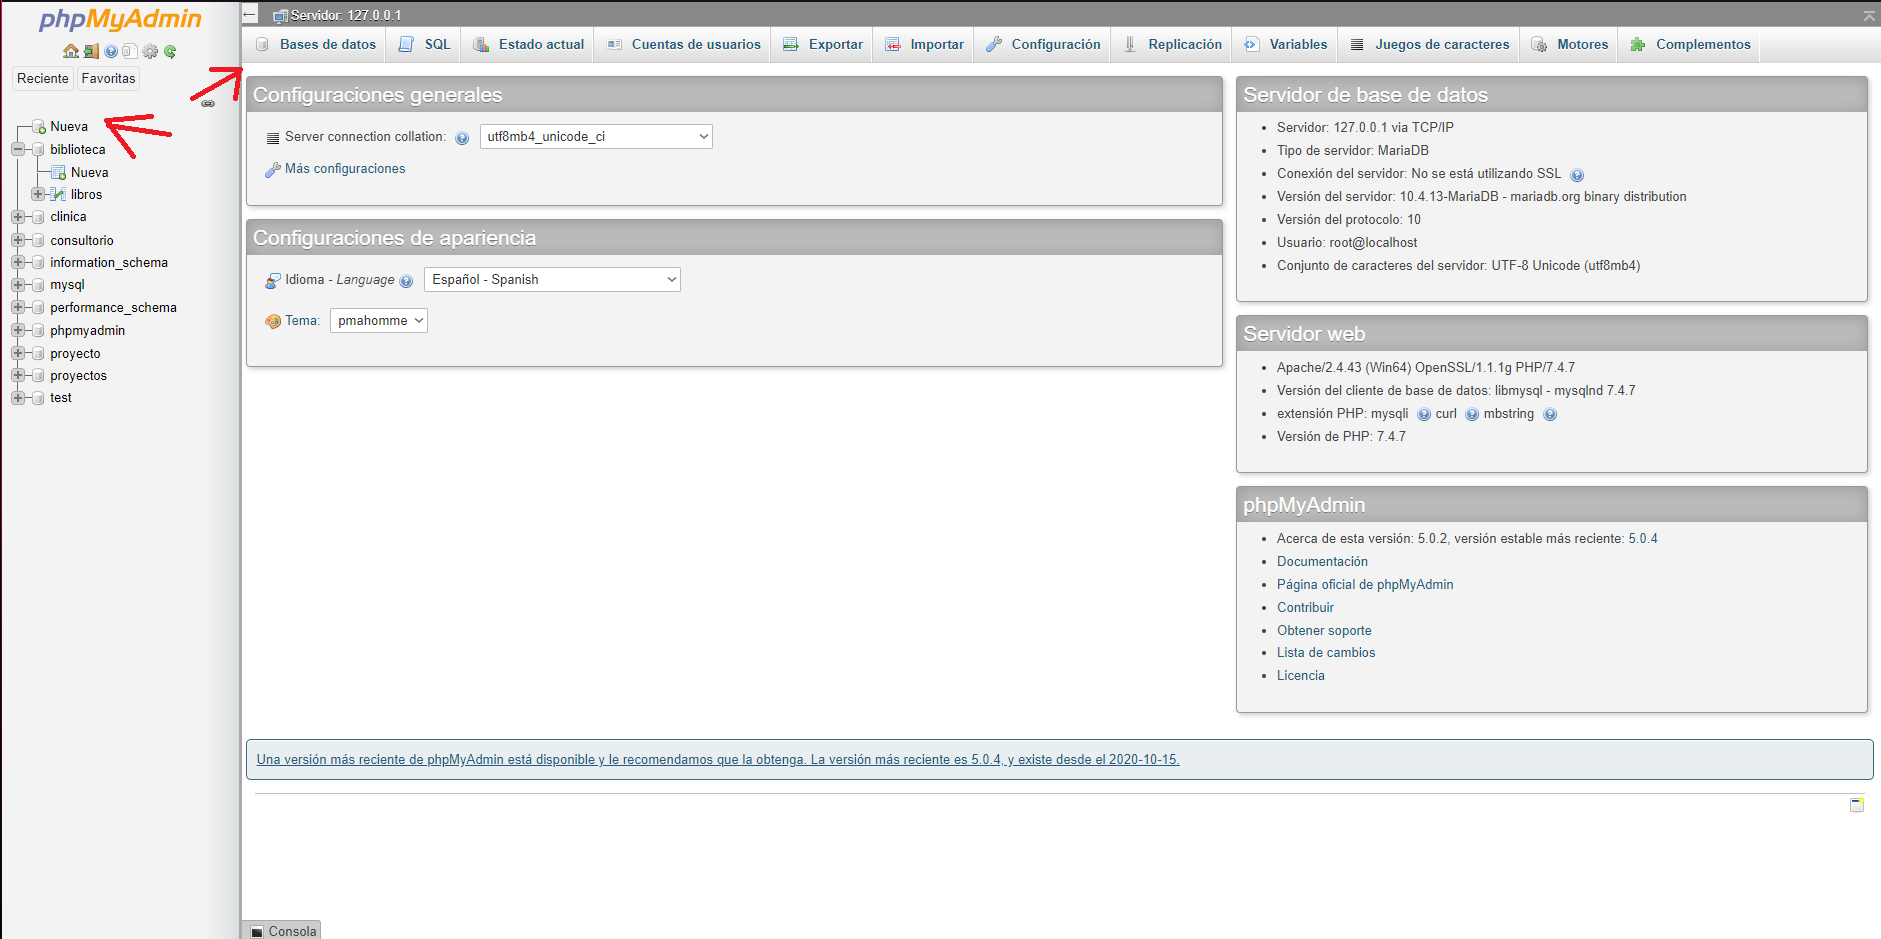 phpMyAdmin
Reciente Favoritas
Nueva
biblioteca
Nueva
libros
clinica
consultorio
information_schema
mysql
performance_schema
phpmyadmin
proyecto
proyectos
test
Servidor: 127.0.0.1
Bases de datos SQL Estado actual Cuentas de usuarios Exportar Importar Configuración Replicación Variables Juegos de caracteres Motores Complementos
Configuraciones generales
Server connection collation: utf8mb4_unicode_ci
Más configuraciones
Configuraciones de apariencia
Idioma - Language Español - Spanish
Tema: pmahomme
Servidor de base de datos
Servidor: 127.0.0.1 via TCP/IP
Tipo de servidor: MariaDB
Conexión del servidor: No se está utilizando SSL
Versión del servidor: 10.4.13-MariaDB - mariadb.org binary distribution
Versión del protocolo: 10
Usuario: root@localhost
Conjunto de caracteres del servidor: UTF-8 Unicode (utf8mb4)
Servidor web
Apache/2.4.43 (Win64) OpenSSL/1.1.1g PHP/7.4.7
Versión del cliente de base de datos: libmysql - mysqlnd 7.4.7
extensión PHP: mysqli curl mbstring
Versión de PHP: 7.4.7
phpMyAdmin
Acerca de esta versión: 5.0.2, versión estable más reciente: 5.0.4
Documentación
Página oficial de phpMyAdmin
Contribuir
Obtener soporte
Lista de cambios
Licencia
Una versión más reciente de phpMyAdmin está disponible y le recomendamos que la obtenga. La versión más reciente es 5.0.4, y existe desde el 2020-10-15.
Consola